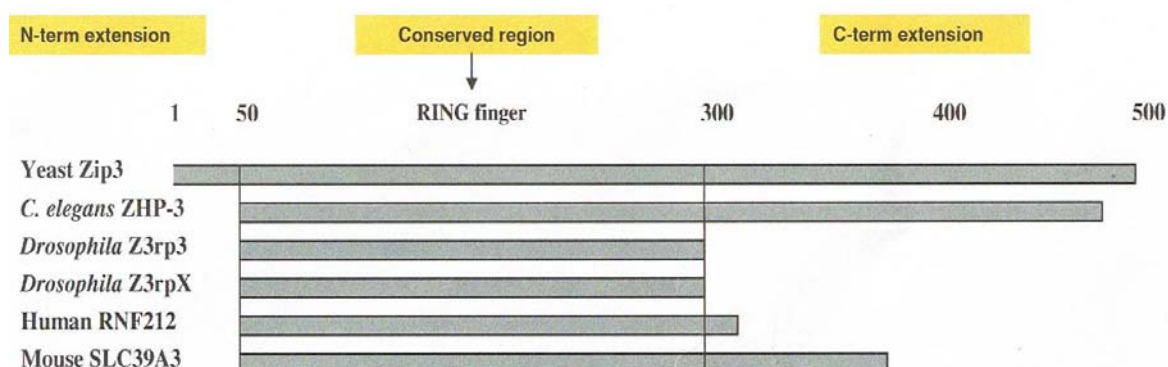 N-term extension Conserved region C-term extension
1 50 RING finger 300 400 500
Yeast Zip3
C. elegans ZHP-3
Drosophila Z3rp3
Drosophila Z3rpX
Human RNF212
Mouse SLC39A3